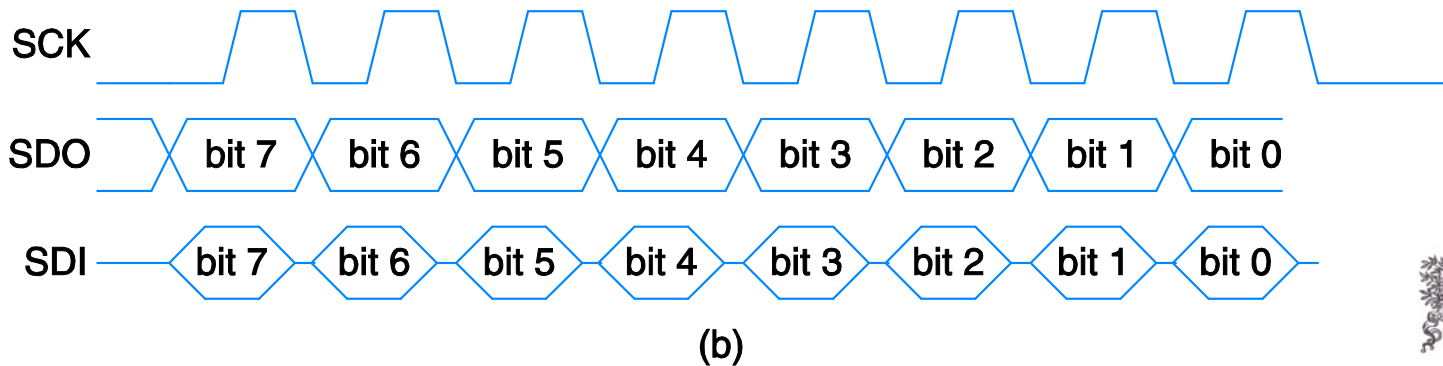 SCK
SDO bit 7 bit 6 bit 5 bit 4 bit 3 bit 2 bit 1 bit 0
SDI bit 7 bit 6 bit 5 bit 4 bit 3 bit 2 bit 1 bit 0
(b)